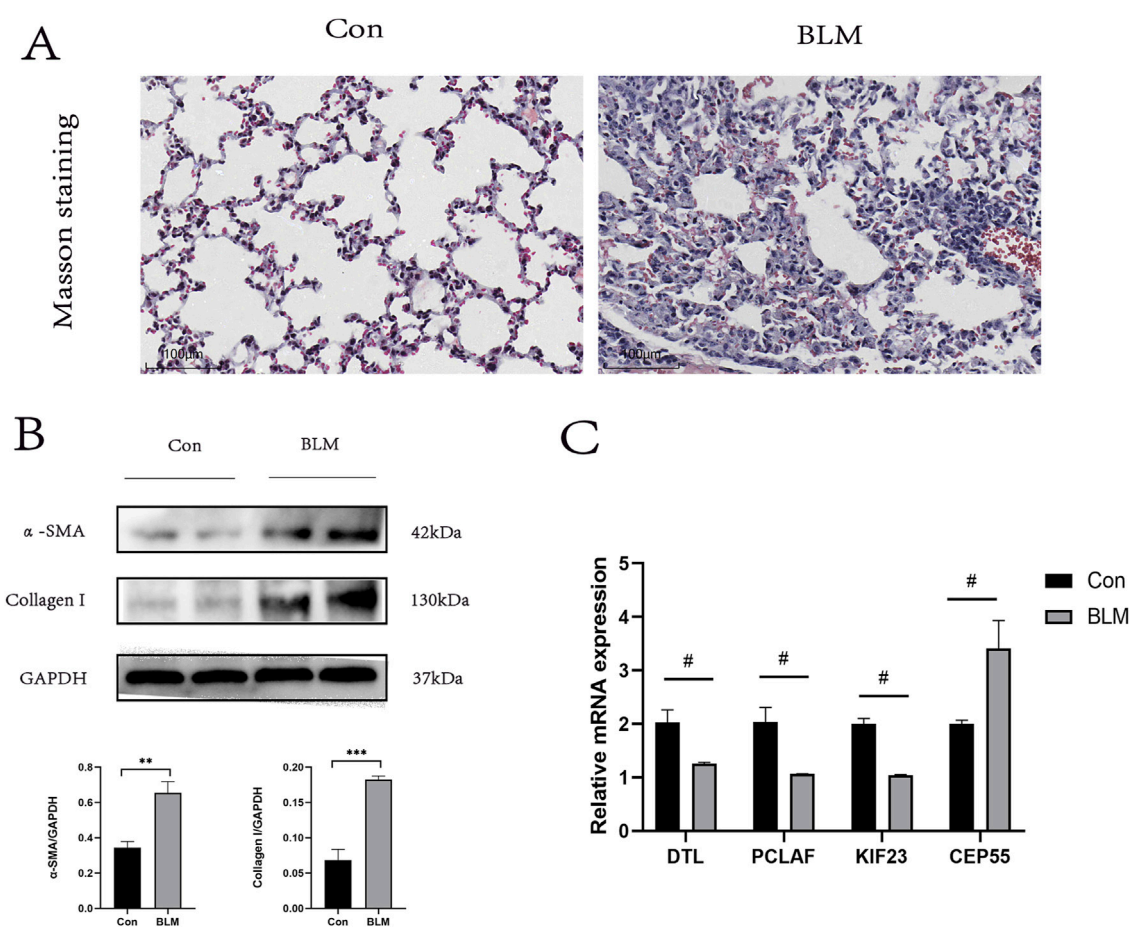 A
Con
BLM
Masson staining
100μm
100μm
B
Con
BLM
α -SMA
42kDa
Collagen I
130kDa
GAPDH
37kDa
α-SMA/GAPDH
0.8
0.6
0.4
0.2
0.0
**
Con
BLM
Collagen I/GAPDH
0.20
0.15
0.10
0.05
0.00
***
Con
BLM
C
Relative mRNA expression
5
4
3
2
1
0
#
#
#
#
DTL
PCLAF
KIF23
CEP55
Con
BLM